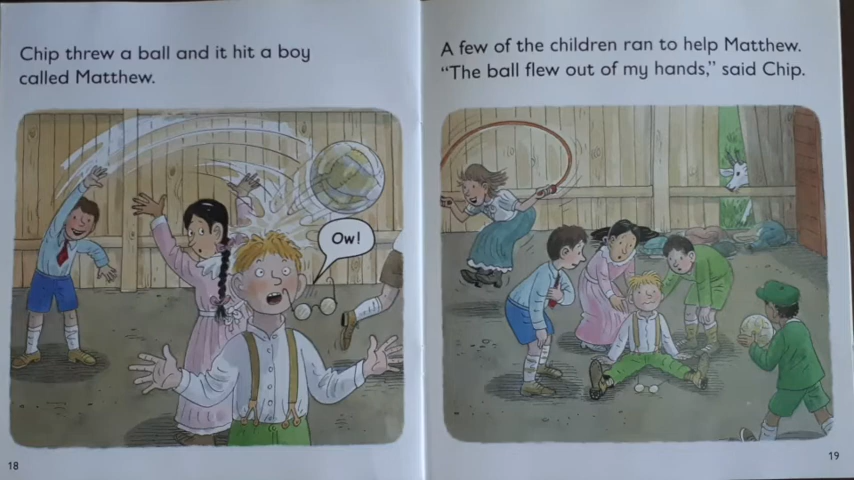 Chip threw a ball and it hit a boy
called Matthew.
Ow!
18
A few of the children ran to help Matthew.
“The ball flew out of my hands,” said Chip.
19